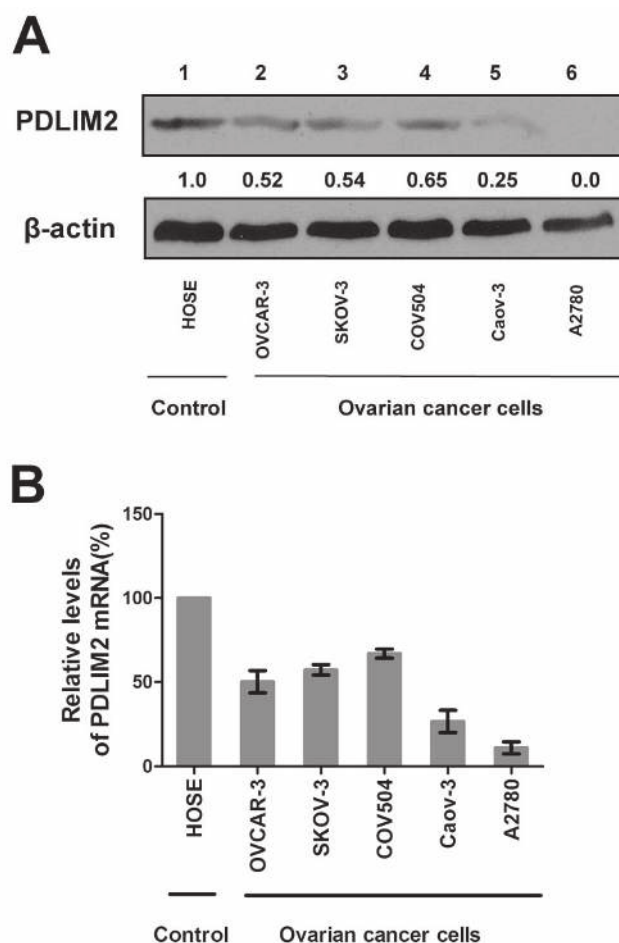 A
1 2 3 4 5 6
PDLIM2
1.0 0.52 0.54 0.65 0.25 0.0
β-actin
HOSE
OVCAR-3
SKOV-3
COV504
Caov-3
A2780
Control Ovarian cancer cells
B
Relative levels
of PDLIM2 mRNA(%)
150
100
50
0
HOSE
OVCAR-3
SKOV-3
COV504
Caov-3
A2780
Control Ovarian cancer cells